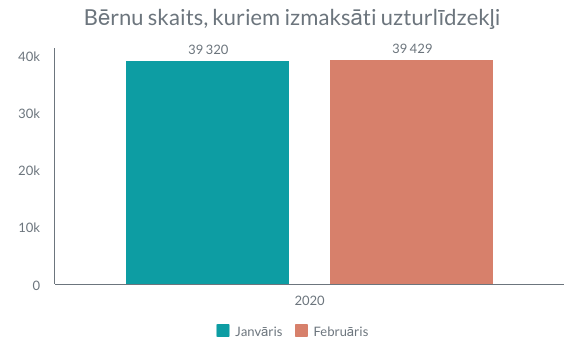 Bērnu skaits, kuriem izmaksāti uzturlīdzekļi
39 320
39 429
40k
30k
20k
10k
0
2020
Janvāris
Februāris